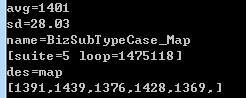 avg=1401
sd=28.03
name=BizSubTypeCase_Map
[suite=5 loop=1475118]
des=map
[1391,1439,1376,1428,1369,]